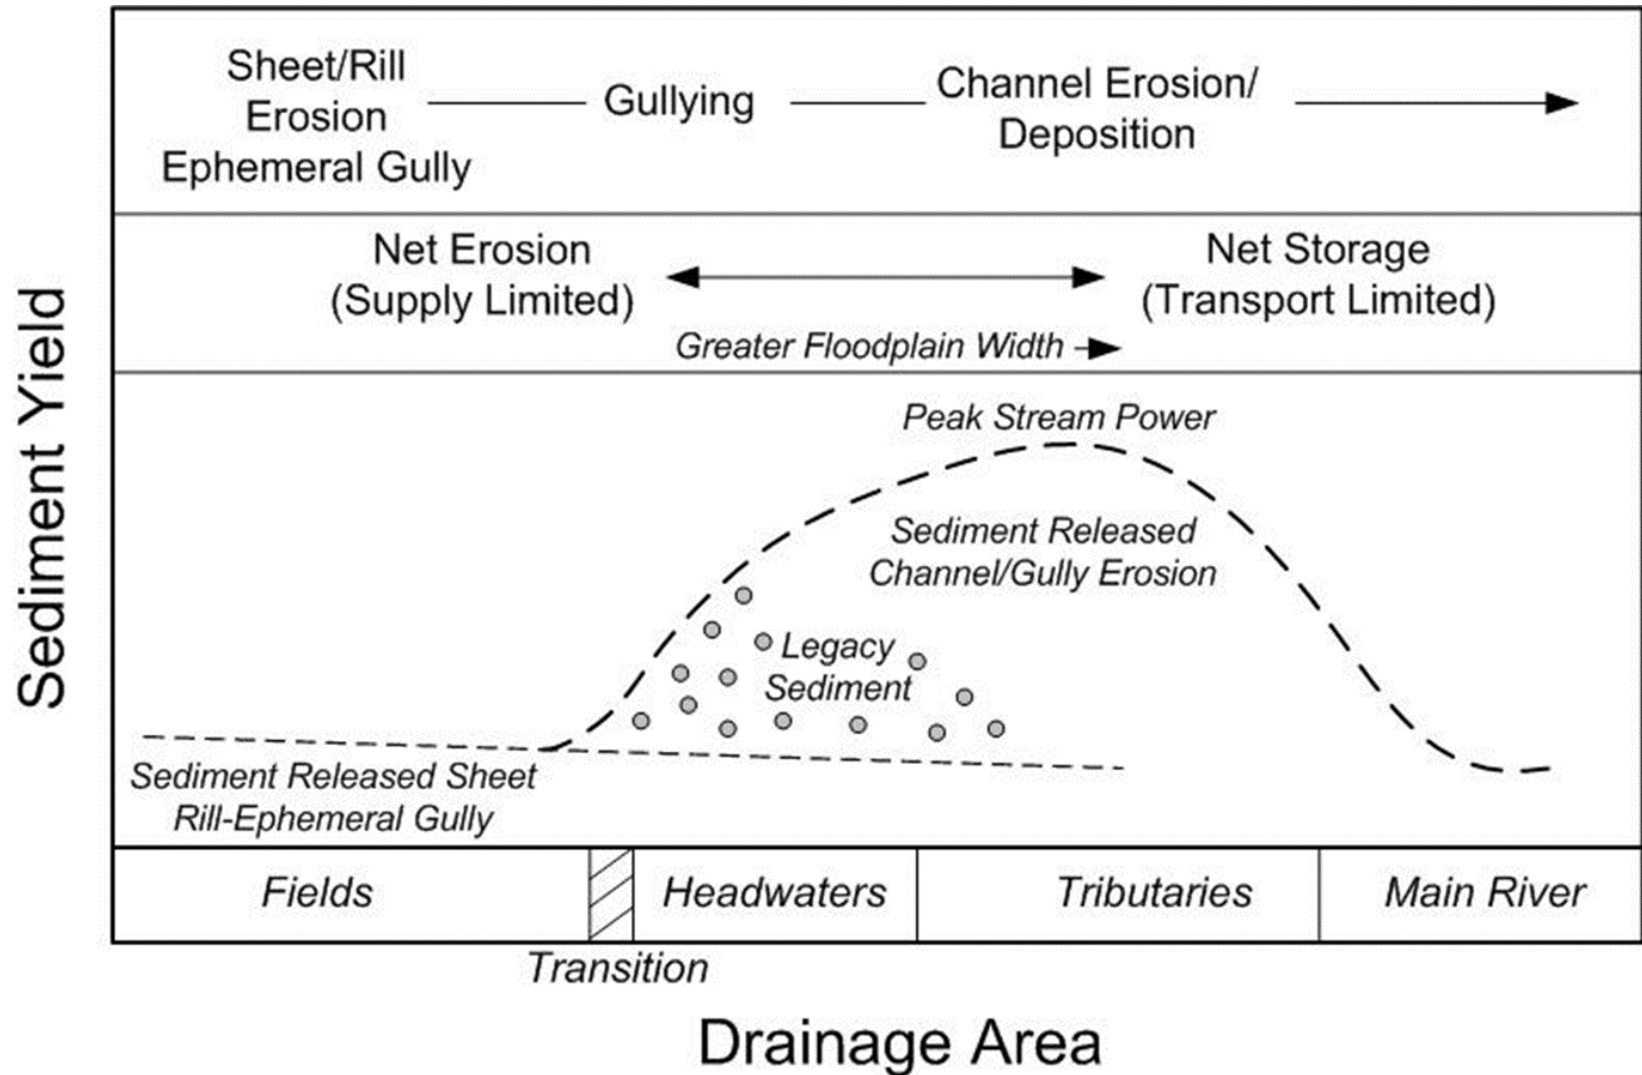 Sheet/Rill
Erosion
Ephemeral Gully
Gullying
Channel Erosion/
Deposition
Net Erosion
(Supply Limited)
Net Storage
(Transport Limited)
Greater Floodplain Width
Sediment Yield
Peak Stream Power
Sediment Released
Channel/Gully Erosion
Legacy
Sediment
Sediment Released Sheet
Rill-Ephemeral Gully
Fields
Headwaters
Tributaries
Main River
Transition
Drainage Area